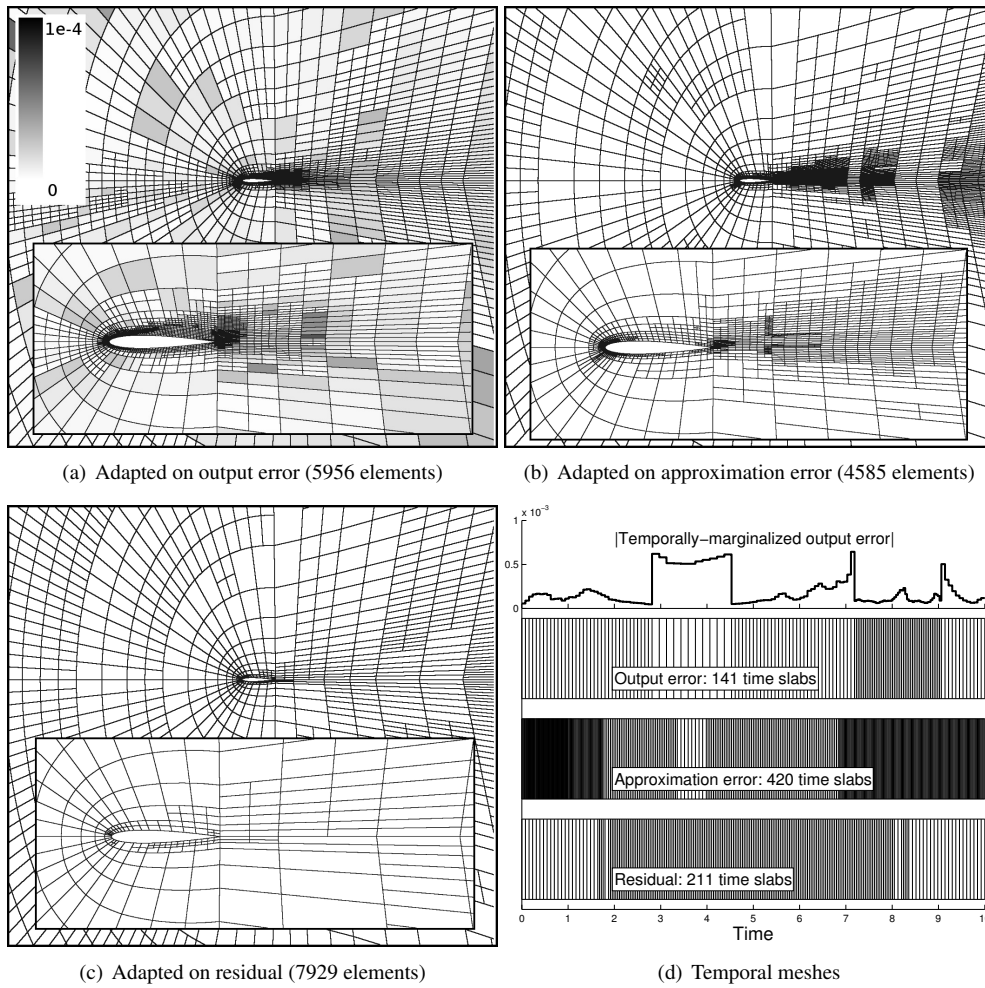 1e-4
0
(a) Adapted on output error (5956 elements)
(b) Adapted on approximation error (4585 elements)
x 10⁻³
1
|Temporally−marginalized output error|
0.5
0
Output error: 141 time slabs
Approximation error: 420 time slabs
Residual: 211 time slabs
0 1 2 3 4 5 6 7 8 9 10
Time
(c) Adapted on residual (7929 elements)
(d) Temporal meshes